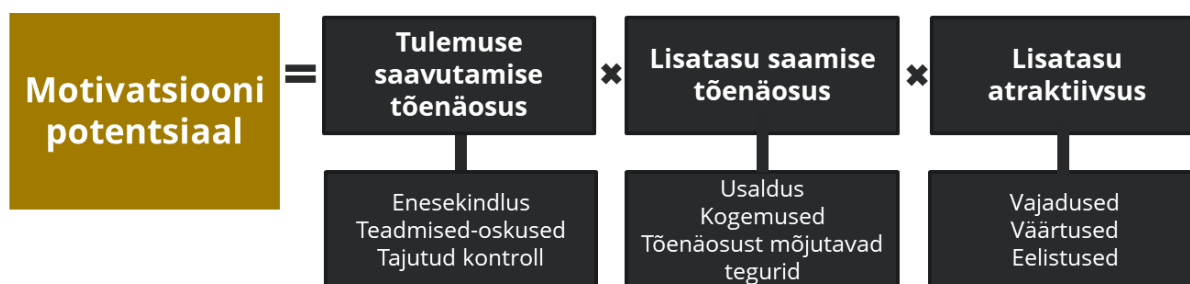 Motivatsiooni
potentsiaal
=
Tulemuse
saavutamise
tõenäosus
×
Lisatasu saamise
tõenäosus
×
Lisatasu
atraktiivsus
Enesekindlus
Teadmised-oskused
Tajutud kontroll
Usaldus
Kogemused
Tõenäosust mõjutavad
tegurid
Vajadused
Väärtused
Eelistused